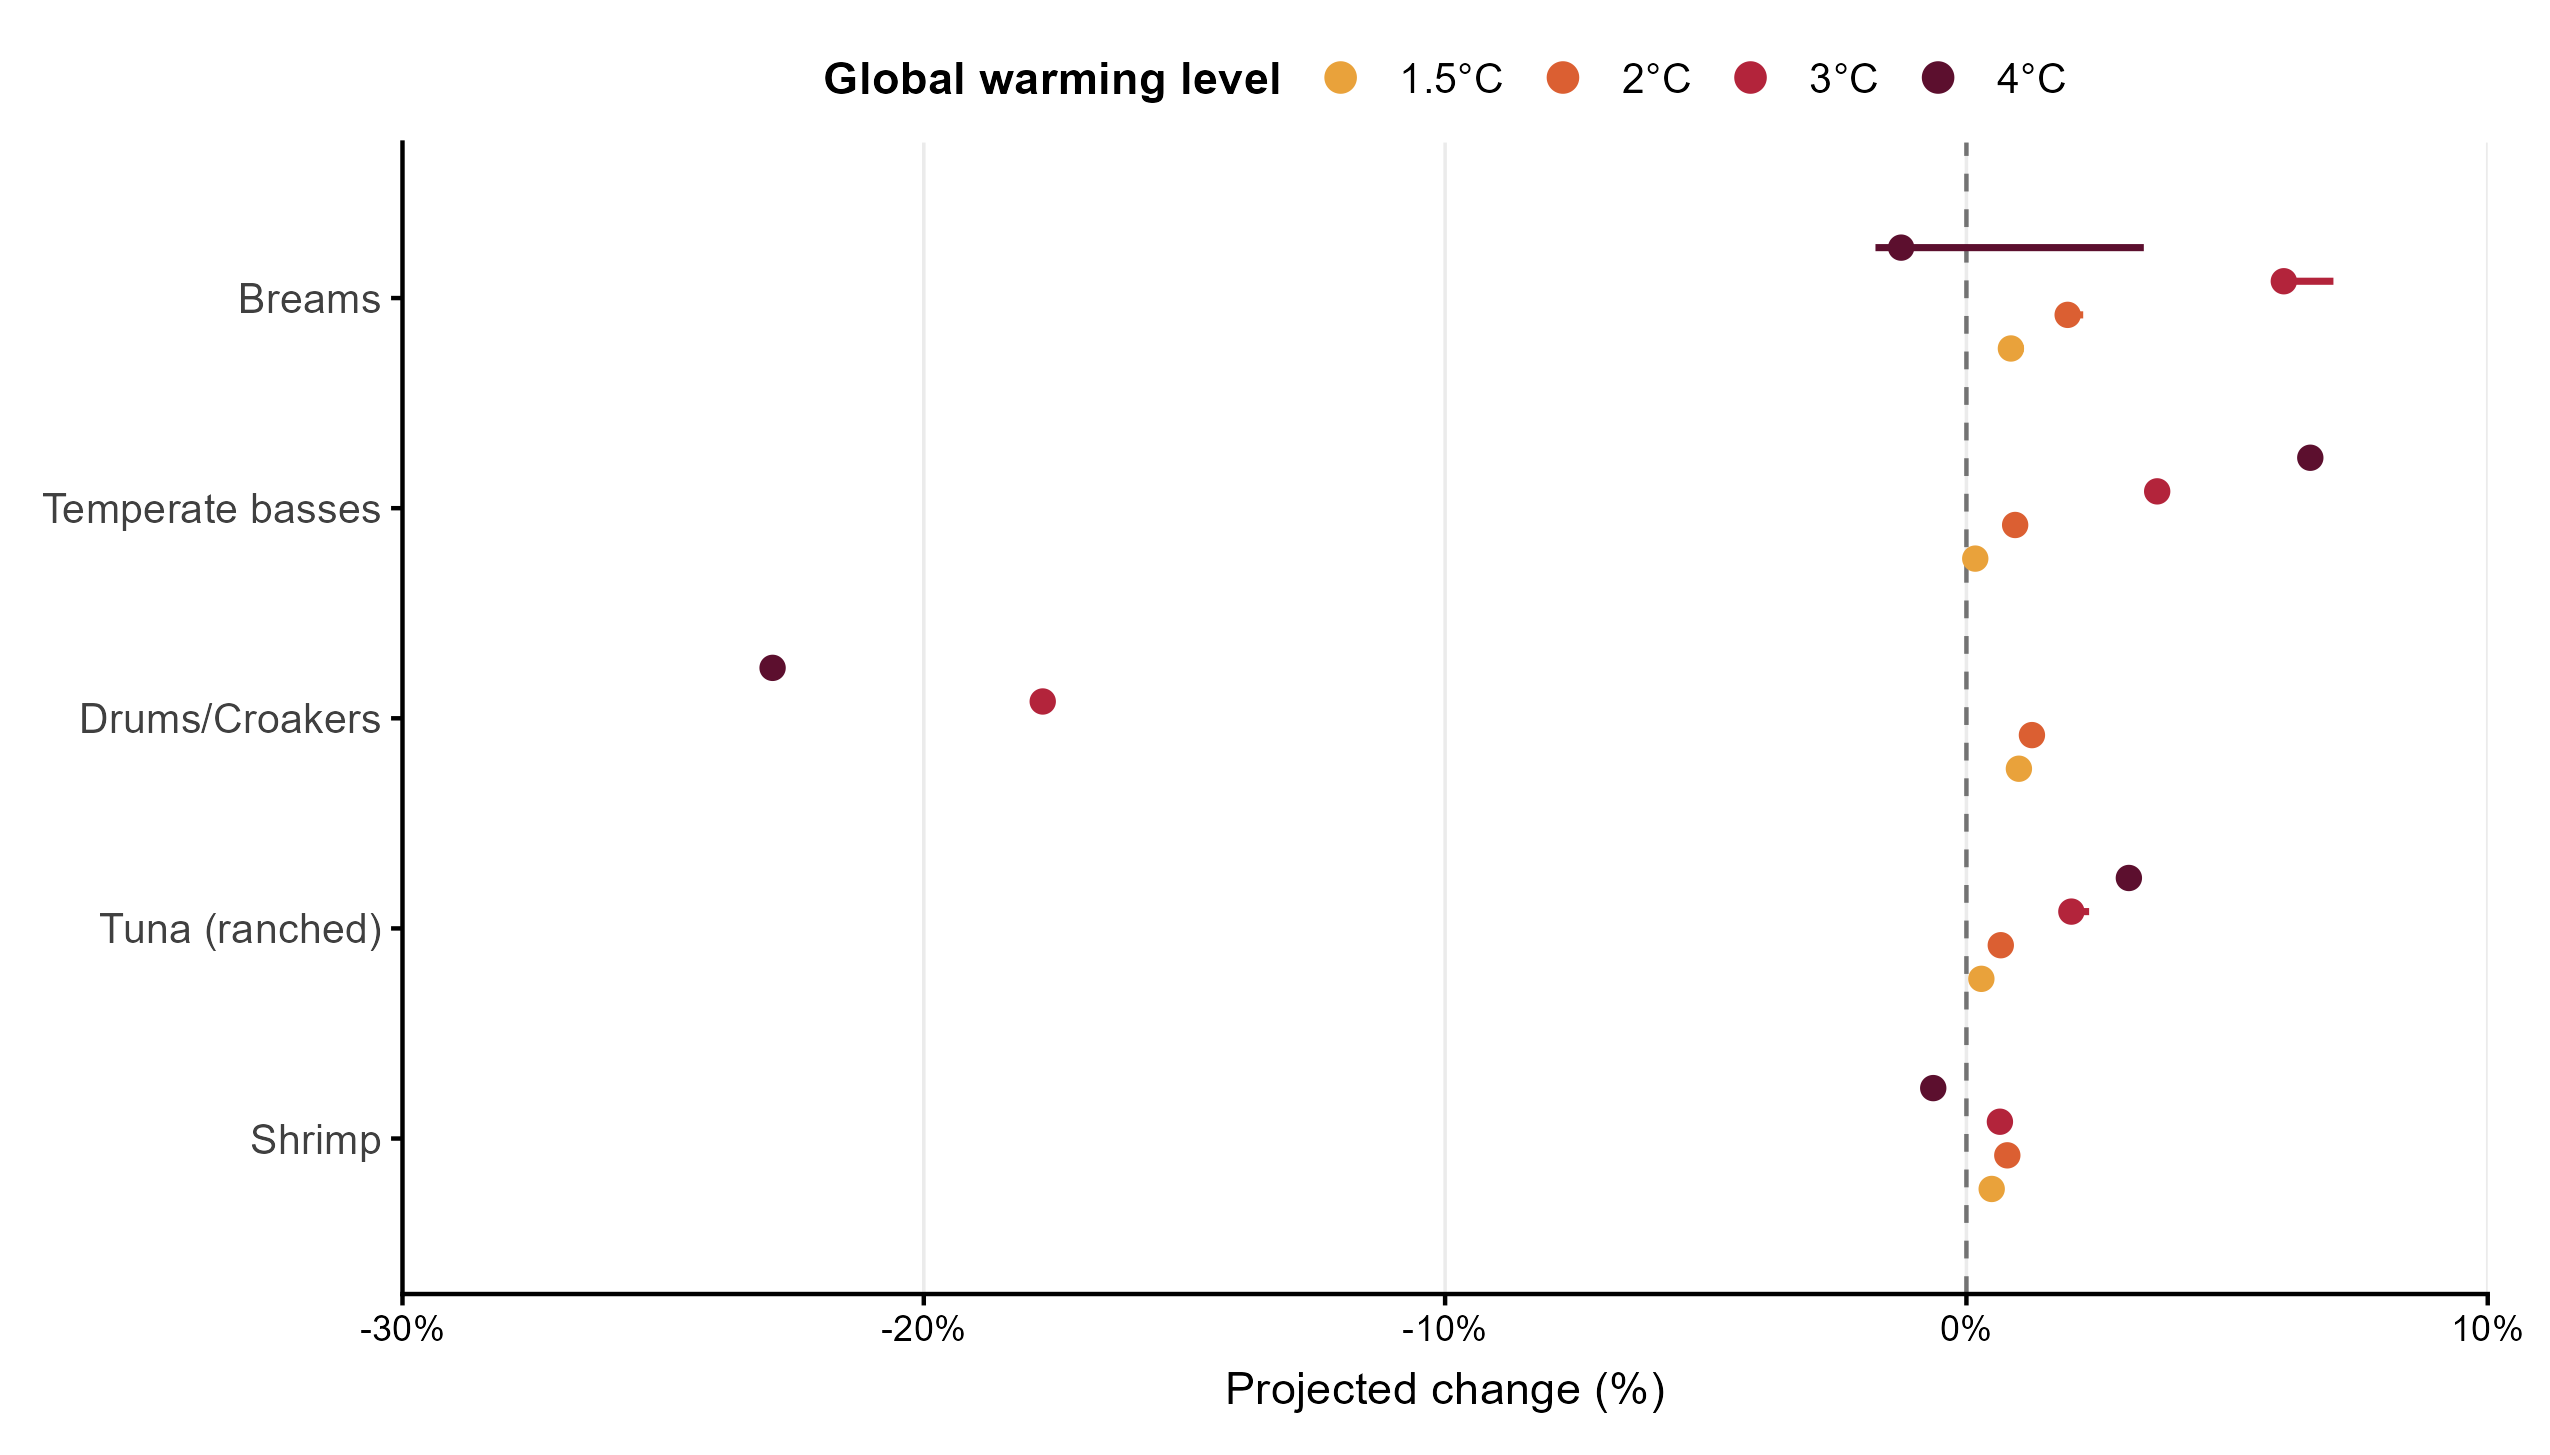 Global warming level 1.5°C 2°C 3°C 4°C
Breams
Temperate basses
Drums/Croakers
Tuna (ranched)
Shrimp
-30% -20% -10% 0% 10%
Projected change (%)